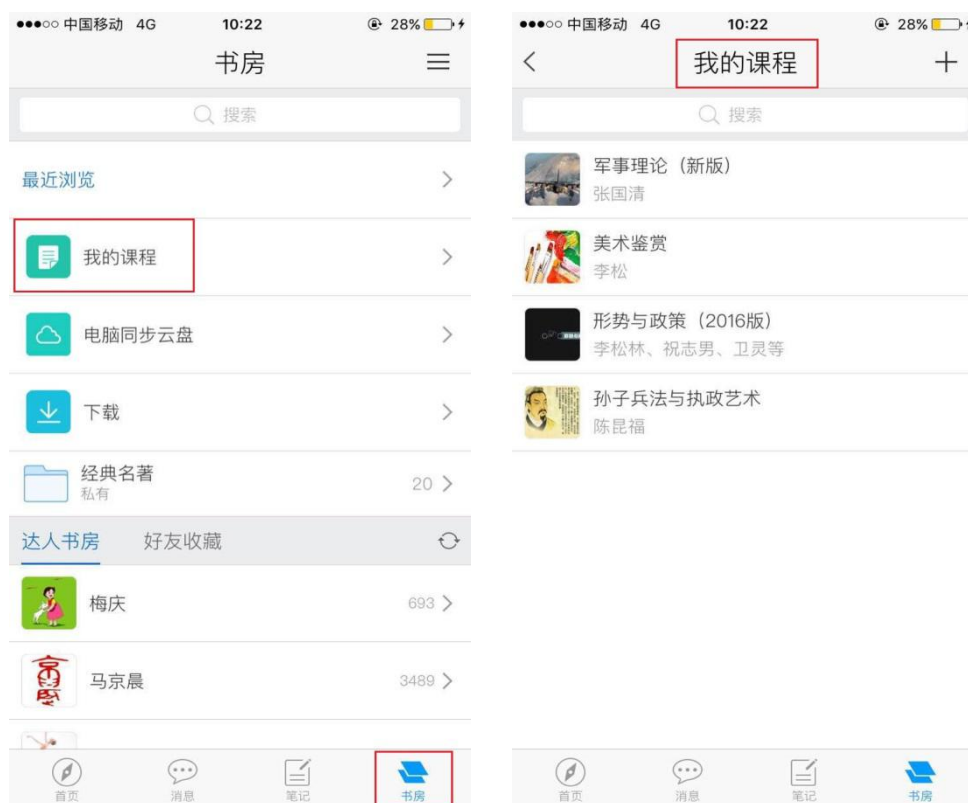 中国移动 4G 10:22 28%
书房
搜索
最近浏览
我的课程
电脑同步云盘
下载
经典名著
私有
20
达人书房 好友收藏
梅庆
693
马京晨
3489
首页 消息 笔记 书房
中国移动 4G 10:22 28%
我的课程
搜索
军事理论（新版）
张国清
美术鉴赏
李松
形势与政策（2016版）
李松林、祝志男、卫灵等
孙子兵法与执政艺术
陈昆福
首页 消息 笔记 书房